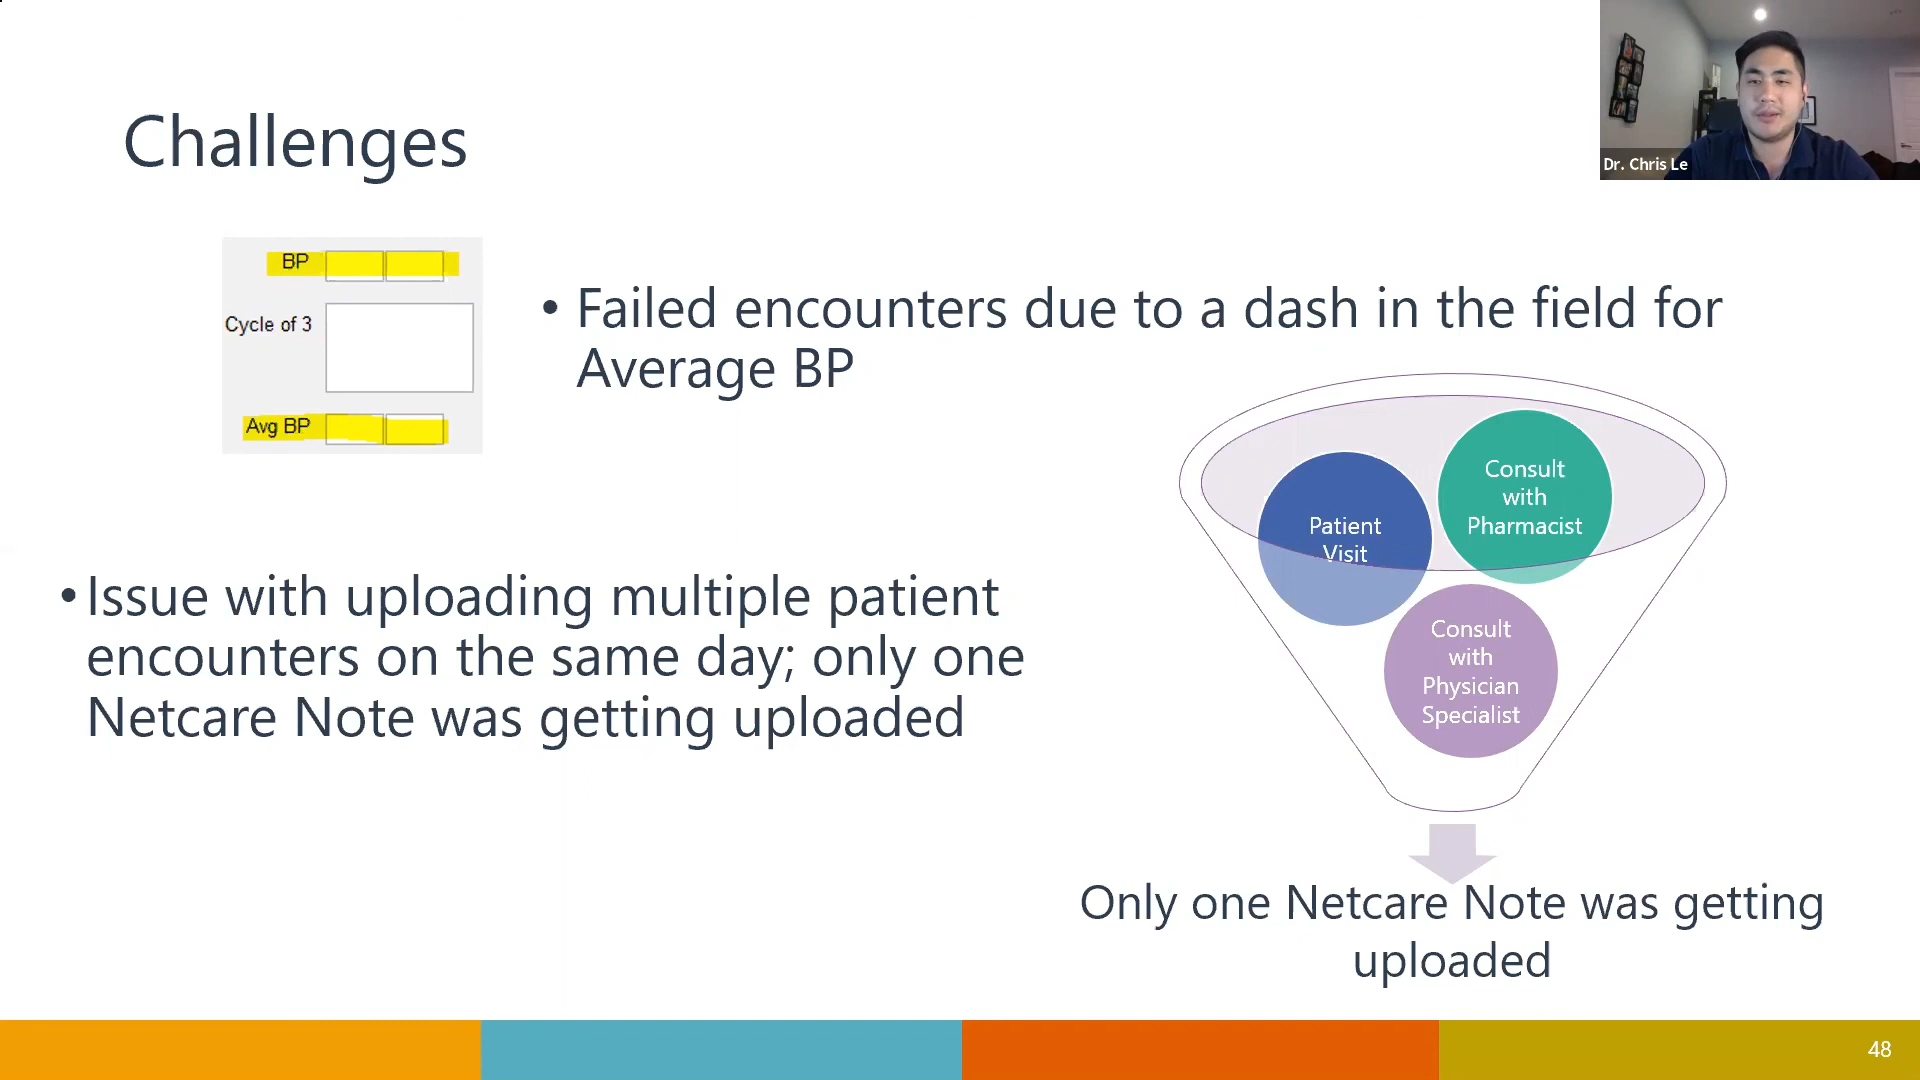 Challenges
Dr. Chris Le
BP
Cycle of 3
Avg BP
• Failed encounters due to a dash in the field for
Average BP
• Issue with uploading multiple patient
encounters on the same day; only one
Netcare Note was getting uploaded
Patient
Visit
Consult
with
Pharmacist
Consult
with
Physician
Specialist
Only one Netcare Note was getting
uploaded
48